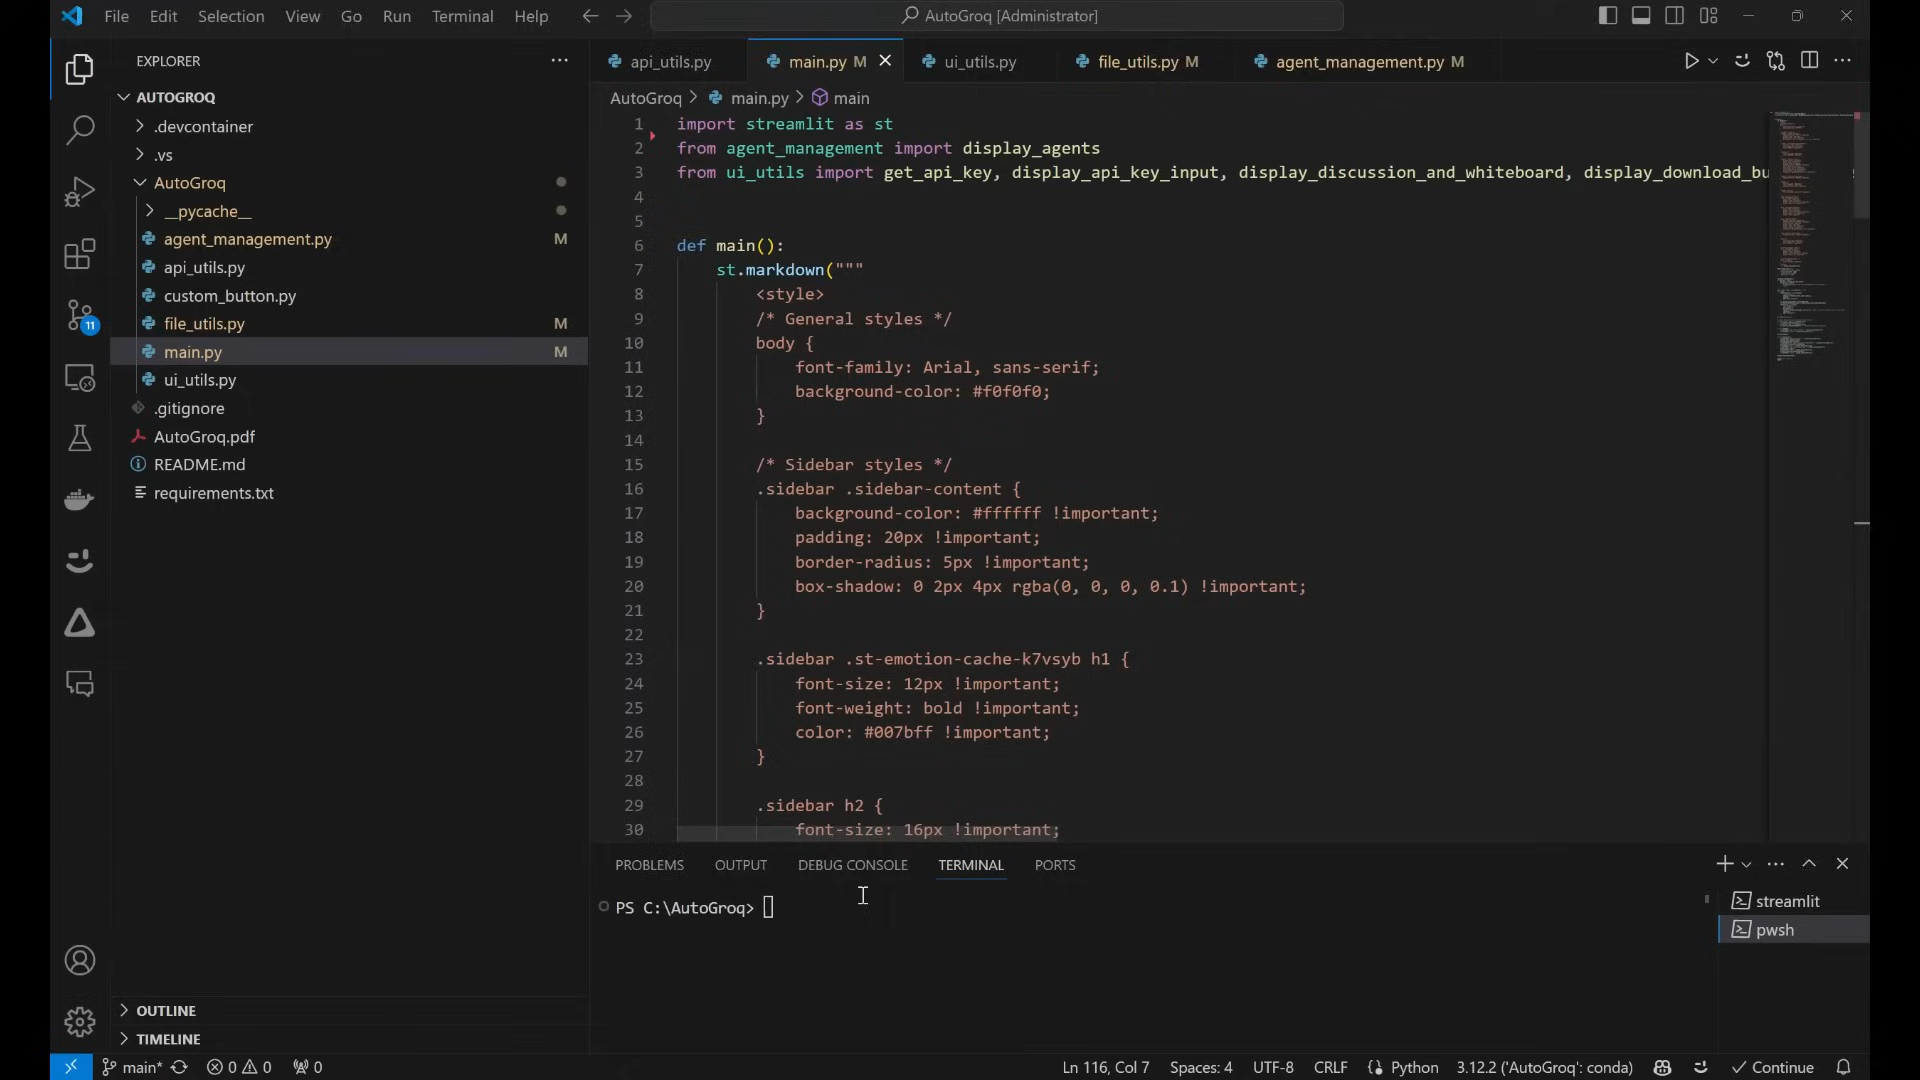 File Edit Selection View Go Run Terminal Help
AutoGroq [Administrator]
EXPLORER
AUTOGROQ
.devcontainer
.vs
AutoGroq
__pycache__
agent_management.py M
api_utils.py
custom_button.py
file_utils.py M
main.py M
ui_utils.py
.gitignore
AutoGroq.pdf
README.md
requirements.txt
11
OUTLINE
TIMELINE
api_utils.py main.py M ui_utils.py file_utils.py M agent_management.py M
AutoGroq > main.py > main
1 import streamlit as st
2 from agent_management import display_agents
3 from ui_utils import get_api_key, display_api_key_input, display_discussion_and_whiteboard, display_download_bu
4
5
6 def main():
7 st.markdown("""
8 <style>
9 /* General styles */
10 body {
11 font-family: Arial, sans-serif;
12 background-color: #f0f0f0;
13 }
14
15 /* Sidebar styles */
16 .sidebar .sidebar-content {
17 background-color: #ffffff !important;
18 padding: 20px !important;
19 border-radius: 5px !important;
20 box-shadow: 0 2px 4px rgba(0, 0, 0, 0.1) !important;
21 }
22
23 .sidebar .st-emotion-cache-k7vsyb h1 {
24 font-size: 12px !important;
25 font-weight: bold !important;
26 color: #007bff !important;
27 }
28
29 .sidebar h2 {
30 font-size: 16px !important;
PROBLEMS OUTPUT DEBUG CONSOLE TERMINAL PORTS
PS C:\AutoGroq>
streamlit
pwsh
main* 0 0 0 Ln 116, Col 7 Spaces: 4 UTF-8 CRLF Python 3.12.2 ('AutoGroq': conda) Continue